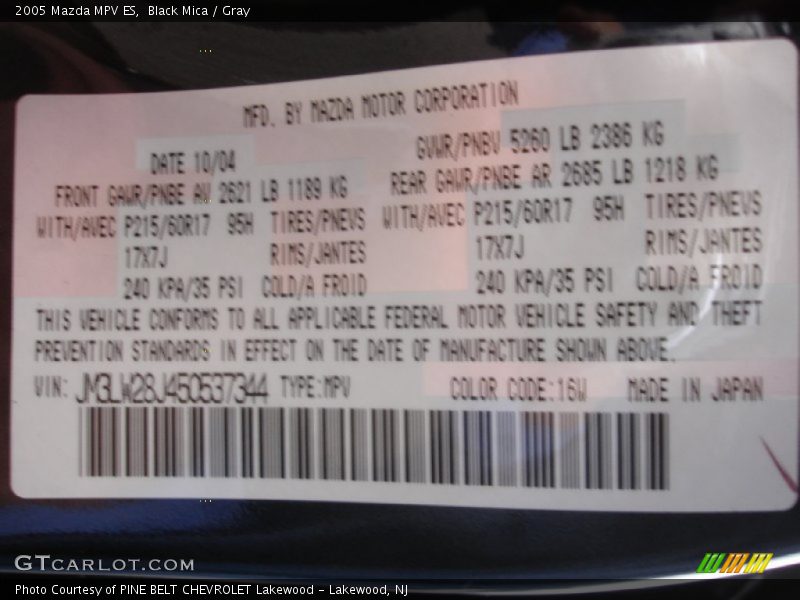 2005 Mazda MPV ES, Black Mica / Gray
MFD. BY MAZDA MOTOR CORPORATION
DATE 10/04 GVWR/PNBV 5260 LB 2386 KG
FRONT GAWR/PNBE AV 2621 LB 1189 KG REAR GAWR/PNBE AR 2685 LB 1218 KG
WITH/AVEC P215/60R17 95H TIRES/PNEVS WITH/AVEC P215/60R17 95H TIRES/PNEVS
17X7J RIMS/JANTES 17X7J RIMS/JANTES
240 KPA/35 PSI COLD/A FROID 240 KPA/35 PSI COLD/A FROID
THIS VEHICLE CONFORMS TO ALL APPLICABLE FEDERAL MOTOR VEHICLE SAFETY AND THEFT
PREVENTION STANDARDS IN EFFECT ON THE DATE OF MANUFACTURE SHOWN ABOVE.
VIN: JM3LW28J450537344 TYPE:MPV COLOR CODE:16W MADE IN JAPAN
GTCARLOT.COM
Photo Courtesy of PINE BELT CHEVROLET Lakewood - Lakewood, NJ